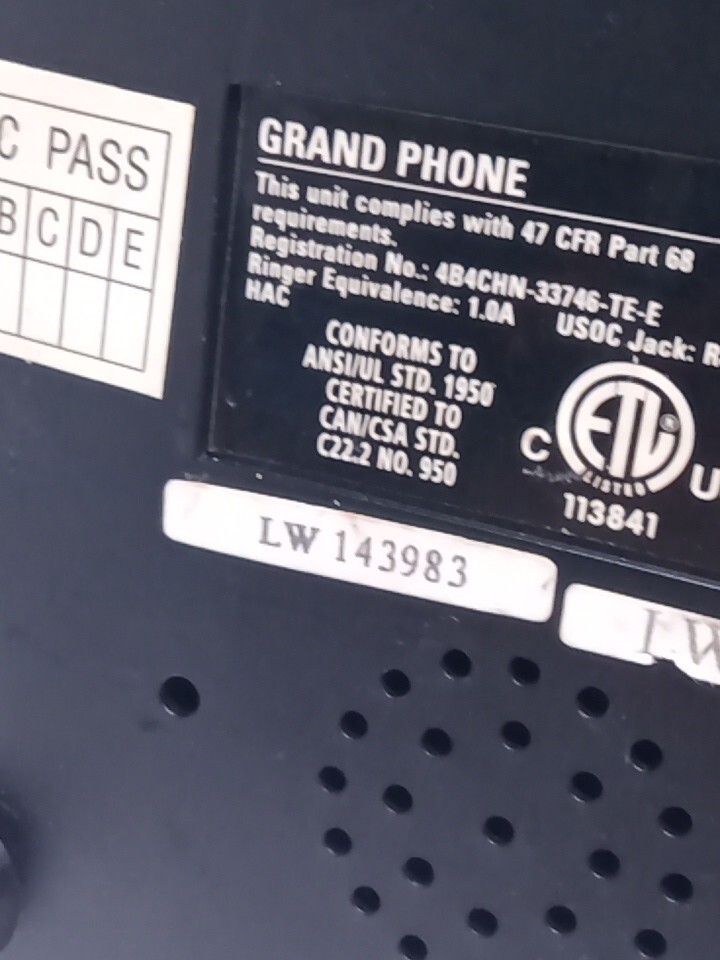 C PASS
B C D E
GRAND PHONE
This unit complies with 47 CFR Part 68
requirements.
Registration No.: 4B4CHN-33746-TE-E
Ringer Equivalence: 1.0A USOC Jack: R
HAC
CONFORMS TO
ANSI/UL STD. 1950
CERTIFIED TO
CAN/CSA STD.
C22.2 NO. 950
C ETL® U
LISTED
113841
LW 143983
LW